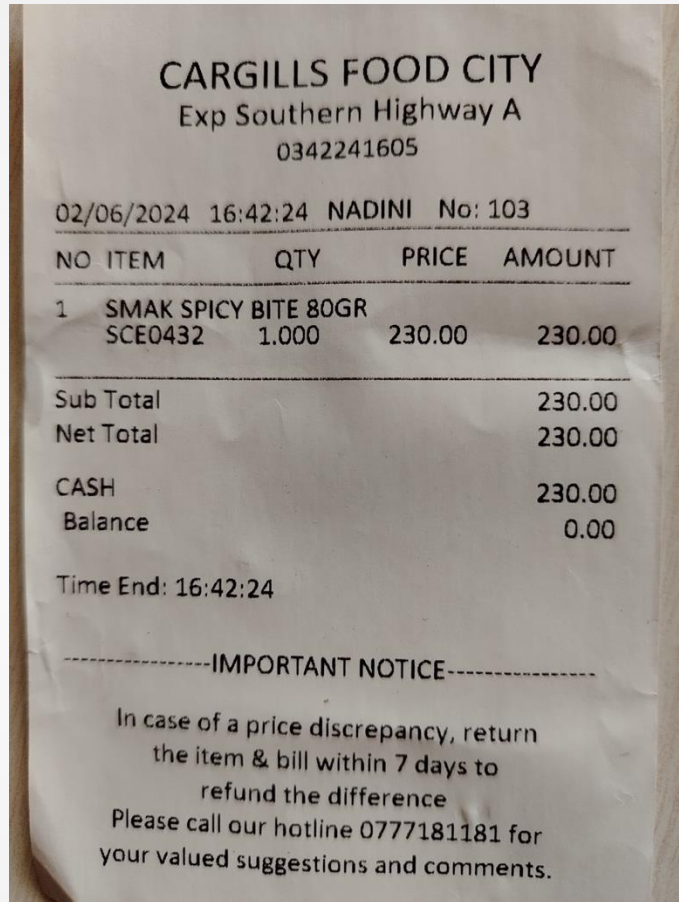 CARGILLS FOOD CITY
Exp Southern Highway A
0342241605
02/06/2024 16:42:24 NADINI No: 103
NO ITEM QTY PRICE AMOUNT
1 SMAK SPICY BITE 80GR
SCE0432 1.000 230.00 230.00
Sub Total 230.00
Net Total 230.00
CASH 230.00
Balance 0.00
Time End: 16:42:24
-----------------IMPORTANT NOTICE-----------------
In case of a price discrepancy, return
the item & bill within 7 days to
refund the difference
Please call our hotline 0777181181 for
your valued suggestions and comments.